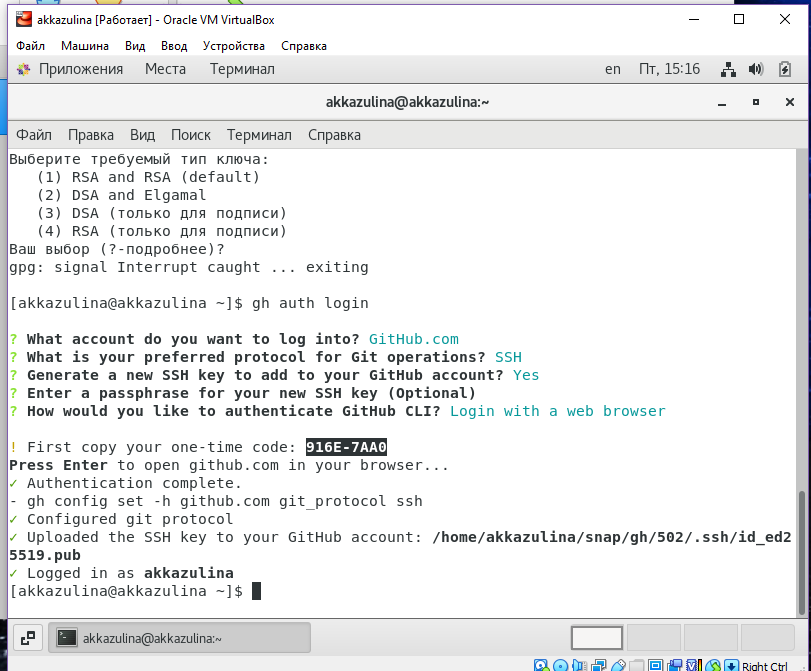 akkazulina [Работает] - Oracle VM VirtualBox
Файл Машина Вид Ввод Устройства Справка
Приложения Места Терминал en Пт, 15:16
akkazulina@akkazulina:~
Файл Правка Вид Поиск Терминал Справка
Выберите требуемый тип ключа:
(1) RSA and RSA (default)
(2) DSA and Elgamal
(3) DSA (только для подписи)
(4) RSA (только для подписи)
Ваш выбор (?-подробнее)?
gpg: signal Interrupt caught ... exiting
[akkazulina@akkazulina ~]$ gh auth login
? What account do you want to log into? GitHub.com
? What is your preferred protocol for Git operations? SSH
? Generate a new SSH key to add to your GitHub account? Yes
? Enter a passphrase for your new SSH key (Optional)
? How would you like to authenticate GitHub CLI? Login with a web browser
! First copy your one-time code: 916E-7AA0
Press Enter to open github.com in your browser...
✓ Authentication complete.
- gh config set -h github.com git_protocol ssh
✓ Configured git protocol
✓ Uploaded the SSH key to your GitHub account: /home/akkazulina/snap/gh/502/.ssh/id_ed2
5519.pub
✓ Logged in as akkazulina
[akkazulina@akkazulina ~]$
akkazulina@akkazulina:~
Right Ctrl